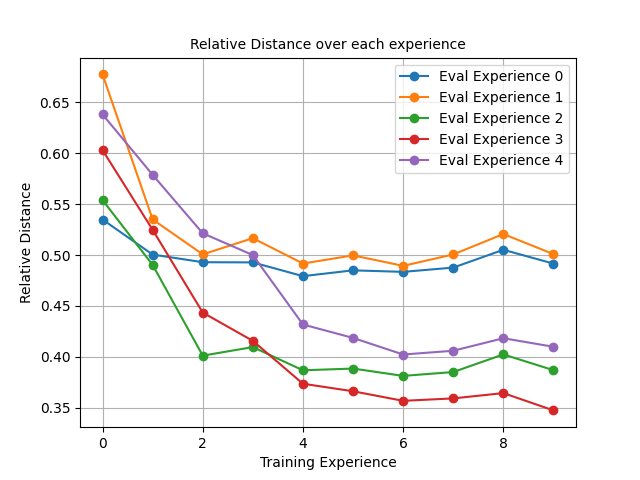 Relative Distance over each experience
Eval Experience 0
Eval Experience 1
Eval Experience 2
Eval Experience 3
Eval Experience 4
Relative Distance
0.65
0.60
0.55
0.50
0.45
0.40
0.35
0 2 4 6 8
Training Experience